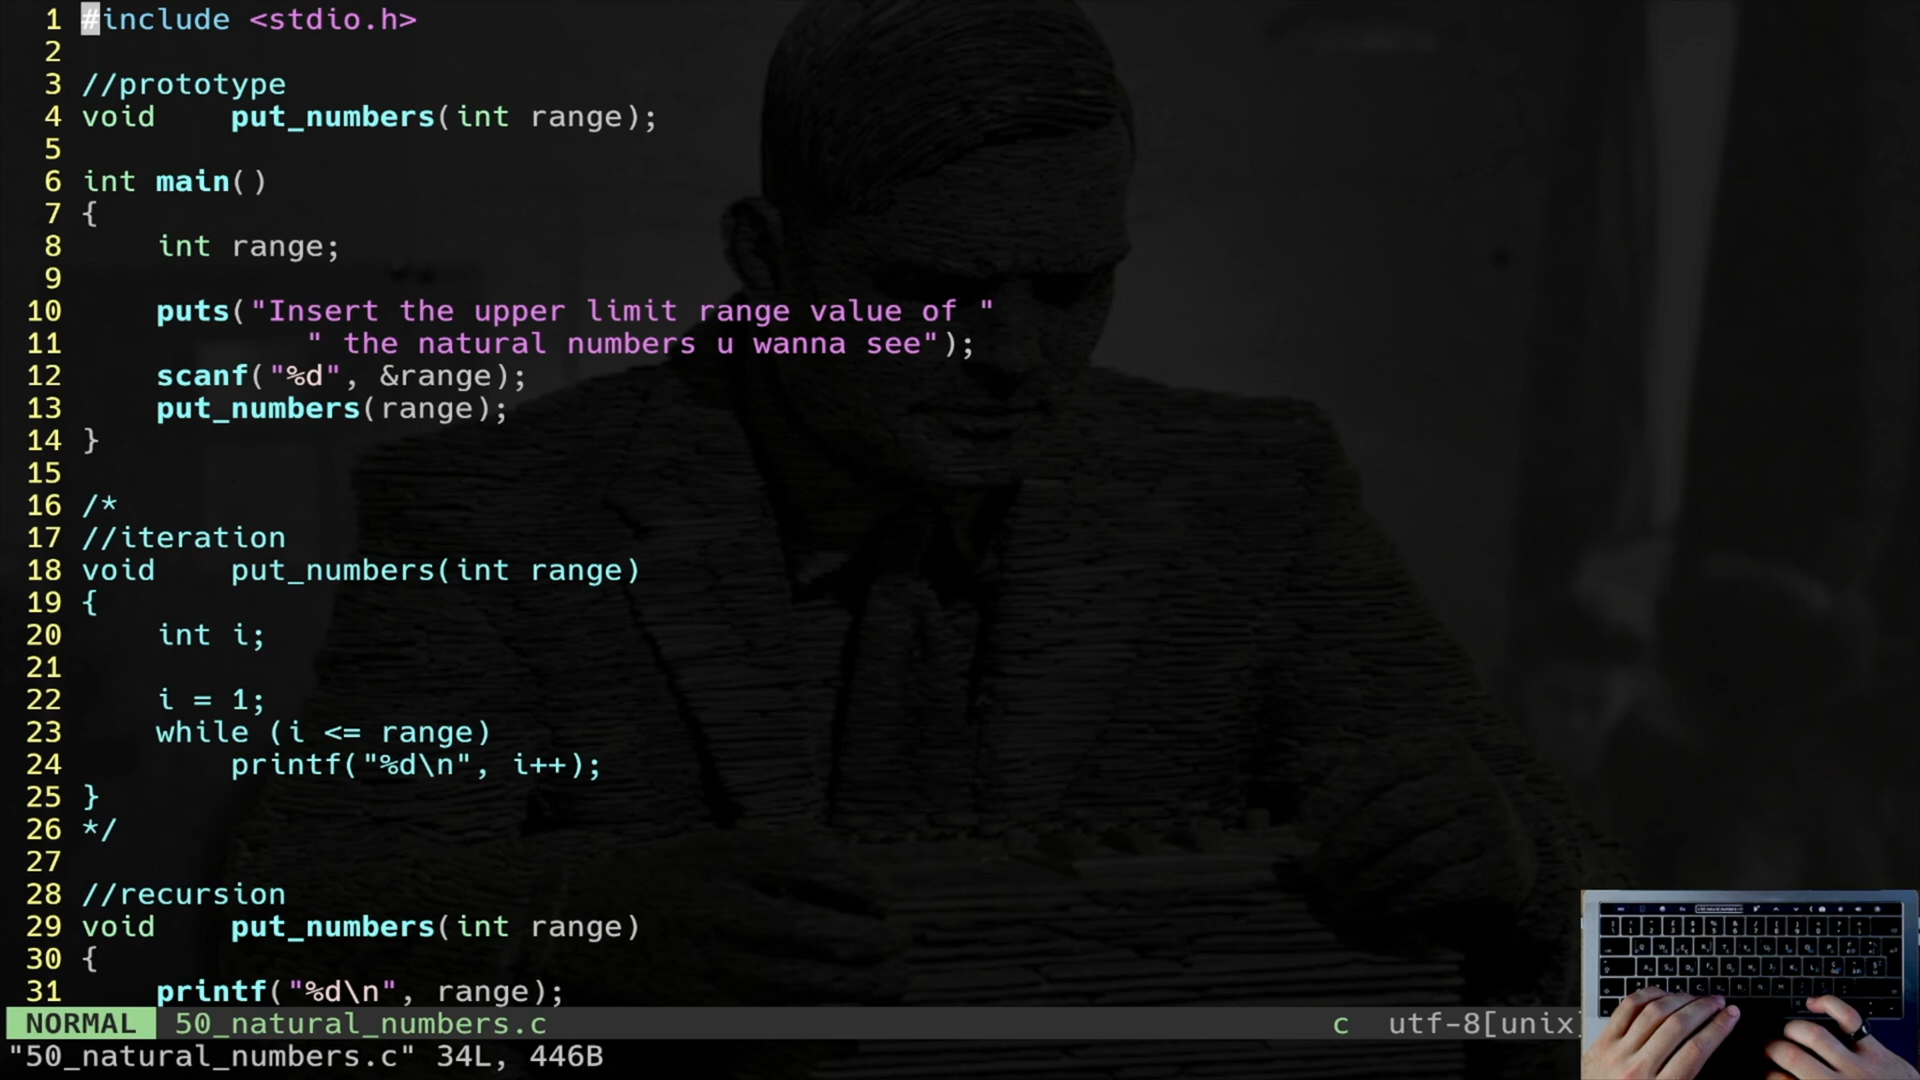 1 #include <stdio.h>
2
3 //prototype
4 void    put_numbers(int range);
5
6 int main()
7 {
8     int range;
9
10     puts("Insert the upper limit range value of "
11             " the natural numbers u wanna see");
12     scanf("%d", &range);
13     put_numbers(range);
14 }
15
16 /*
17 //iteration
18 void    put_numbers(int range)
19 {
20     int i;
21
22     i = 1;
23     while (i <= range)
24         printf("%d\n", i++);
25 }
26 */
27
28 //recursion
29 void    put_numbers(int range)
30 {
31     printf("%d\n", range);
NORMAL 50_natural_numbers.c c utf-8[unix]
"50_natural_numbers.c" 34L, 446B